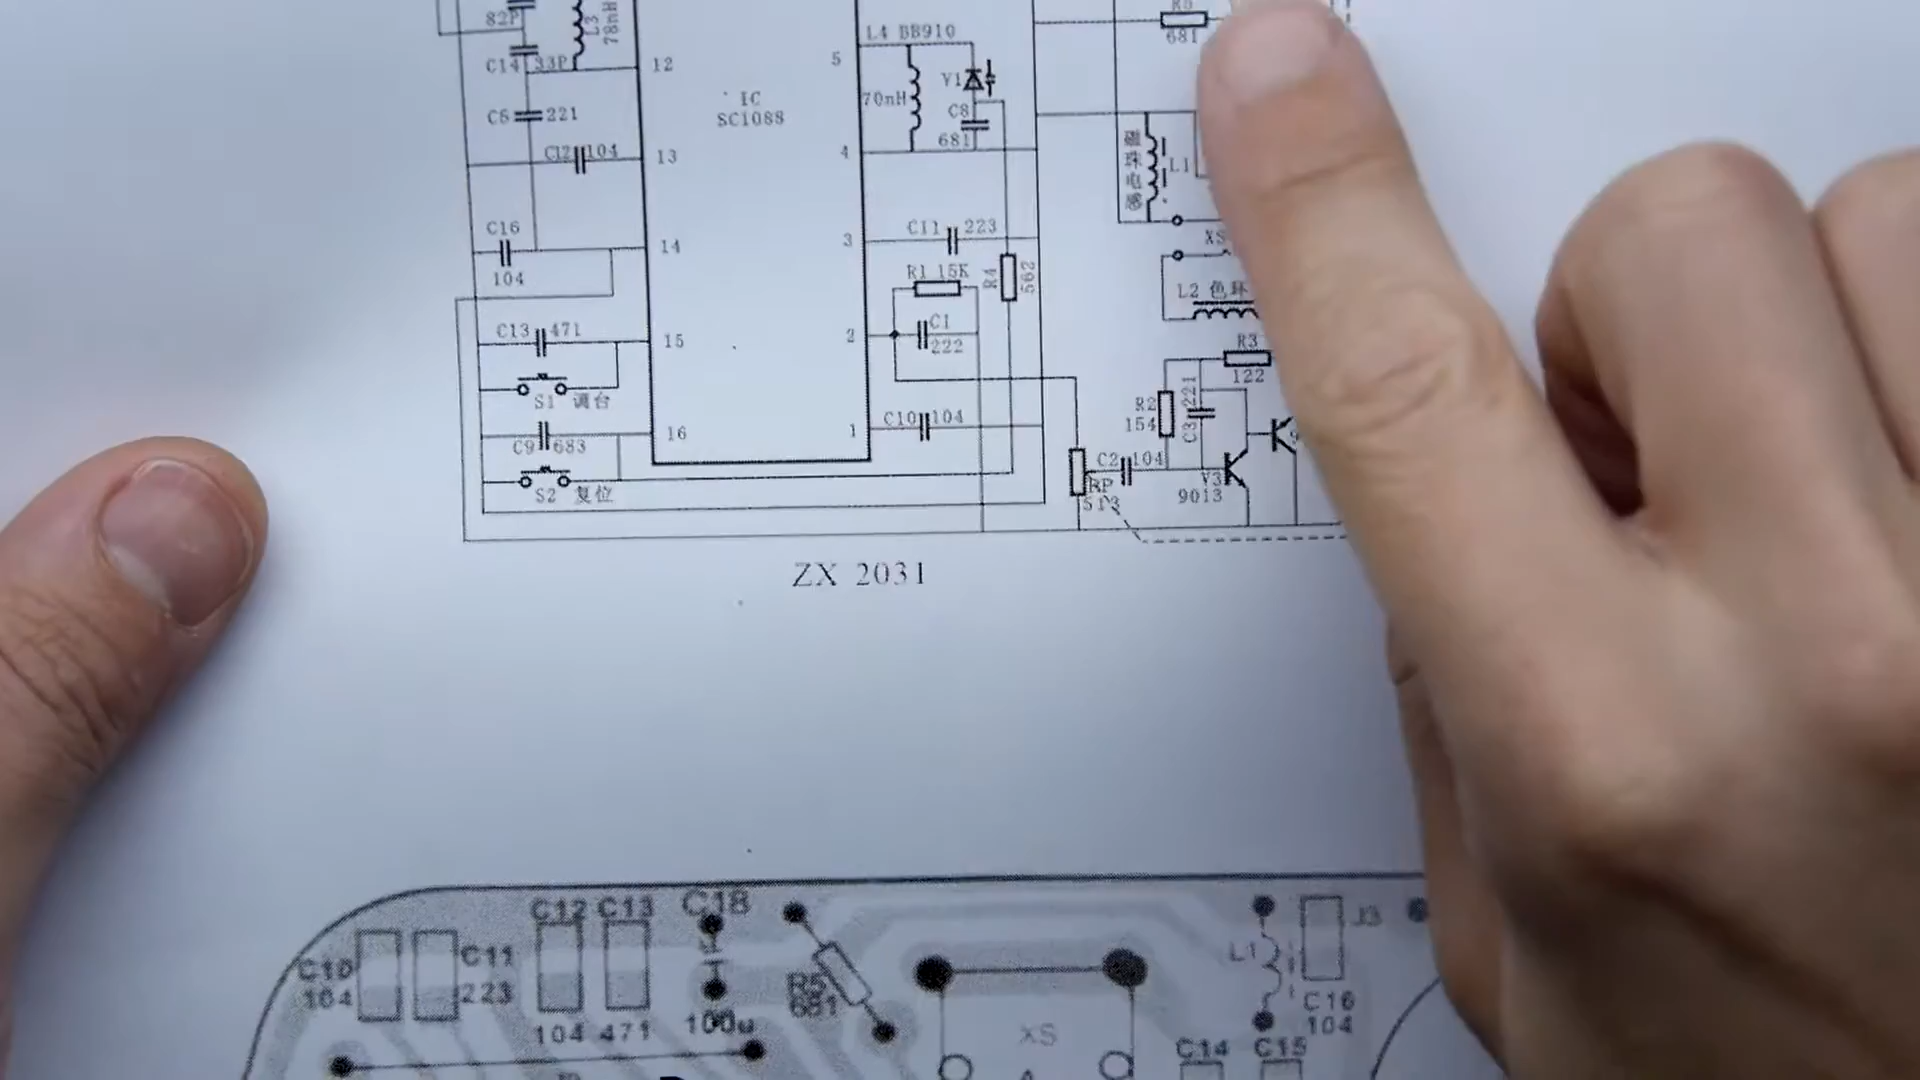 82P
L3
78nH
C14 33P
12
C6 221
C12 104
13
C16
104
14
C13 471
15
S1 调台
C9 683
16
S2 复位
IC
SC1088
5
4
3
2
1
L4 BB910
70nH
V1
C8
681
C11 223
R1 15K
R4
562
C1
222
C10 104
R5
681
磁珠电感
L1
XS
L2 色环
R3
122
R2
154
C3 221
C2 104
RP
513
V3
9013
ZX 2031
C10
104
C11
223
C12
104
C13
471
C18
100u
R5
681
XS
L1
J3
C16
104
C14
C15